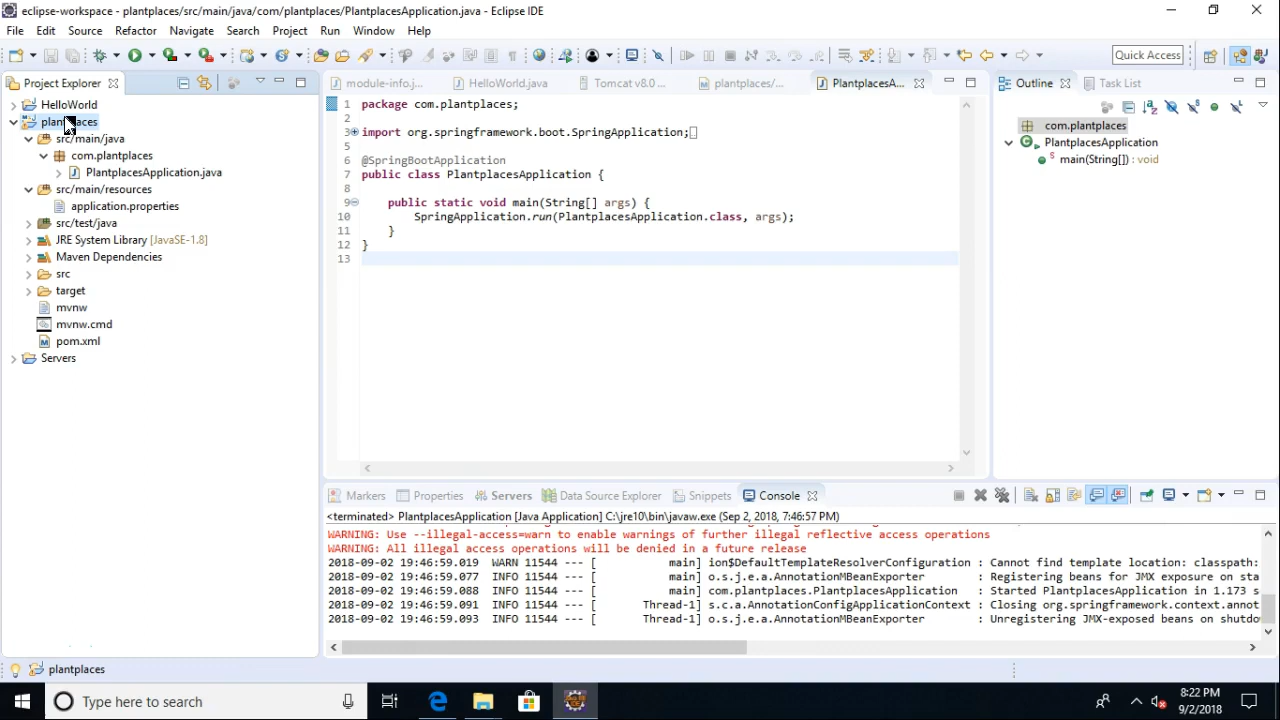 eclipse-workspace - plantplaces/src/main/java/com/plantplaces/PlantplacesApplication.java - Eclipse IDE
File Edit Source Refactor Navigate Search Project Run Window Help
Quick Access
Project Explorer
HelloWorld
plantplaces
src/main/java
com.plantplaces
PlantplacesApplication.java
src/main/resources
application.properties
src/test/java
JRE System Library [JavaSE-1.8]
Maven Dependencies
src
target
mvnw
mvnw.cmd
pom.xml
Servers
module-info.j... HelloWorld.java Tomcat v8.0 ... plantplaces/... PlantplacesA...
1 package com.plantplaces;
2
3 import org.springframework.boot.SpringApplication;
5
6 @SpringBootApplication
7 public class PlantplacesApplication {
8
9 public static void main(String[] args) {
10 SpringApplication.run(PlantplacesApplication.class, args);
11 }
12 }
13
Outline Task List
com.plantplaces
PlantplacesApplication
main(String[]) : void
Markers Properties Servers Data Source Explorer Snippets Console
<terminated> PlantplacesApplication [Java Application] C:\jre10\bin\javaw.exe (Sep 2, 2018, 7:46:57 PM)
WARNING: Use --illegal-access=warn to enable warnings of further illegal reflective access operations
WARNING: All illegal access operations will be denied in a future release
2018-09-02 19:46:59.019 WARN 11544 --- [ main] ion$DefaultTemplateResolverConfiguration : Cannot find template location: classpath:
2018-09-02 19:46:59.077 INFO 11544 --- [ main] o.s.j.e.a.AnnotationMBeanExporter : Registering beans for JMX exposure on sta
2018-09-02 19:46:59.088 INFO 11544 --- [ main] com.plantplaces.PlantplacesApplication : Started PlantplacesApplication in 1.173 s
2018-09-02 19:46:59.091 INFO 11544 --- [ Thread-1] s.c.a.AnnotationConfigApplicationContext : Closing org.springframework.context.annot
2018-09-02 19:46:59.093 INFO 11544 --- [ Thread-1] o.s.j.e.a.AnnotationMBeanExporter : Unregistering JMX-exposed beans on shutdo
plantplaces
Type here to search
8:22 PM
9/2/2018